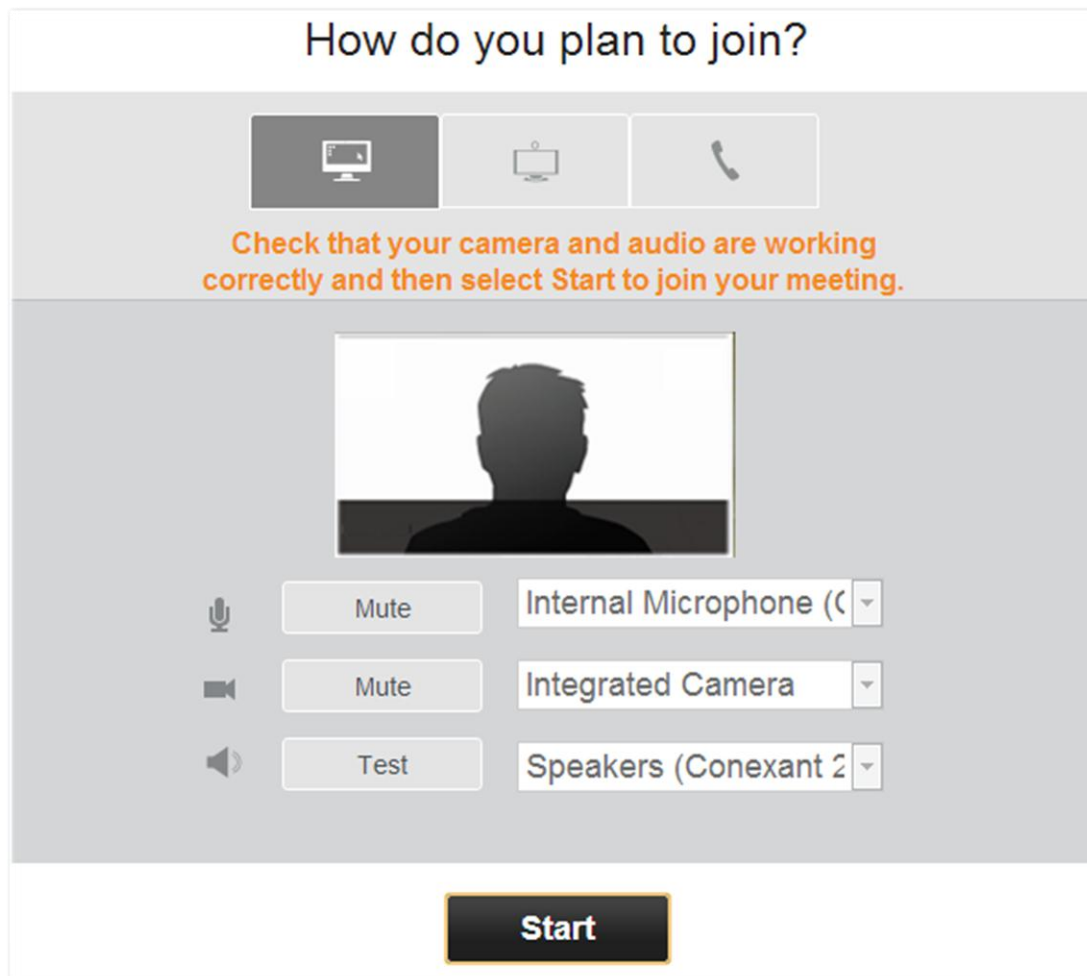 How do you plan to join?
Check that your camera and audio are working
correctly and then select Start to join your meeting.
Mute
Internal Microphone (C
Mute
Integrated Camera
Test
Speakers (Conexant 2
Start